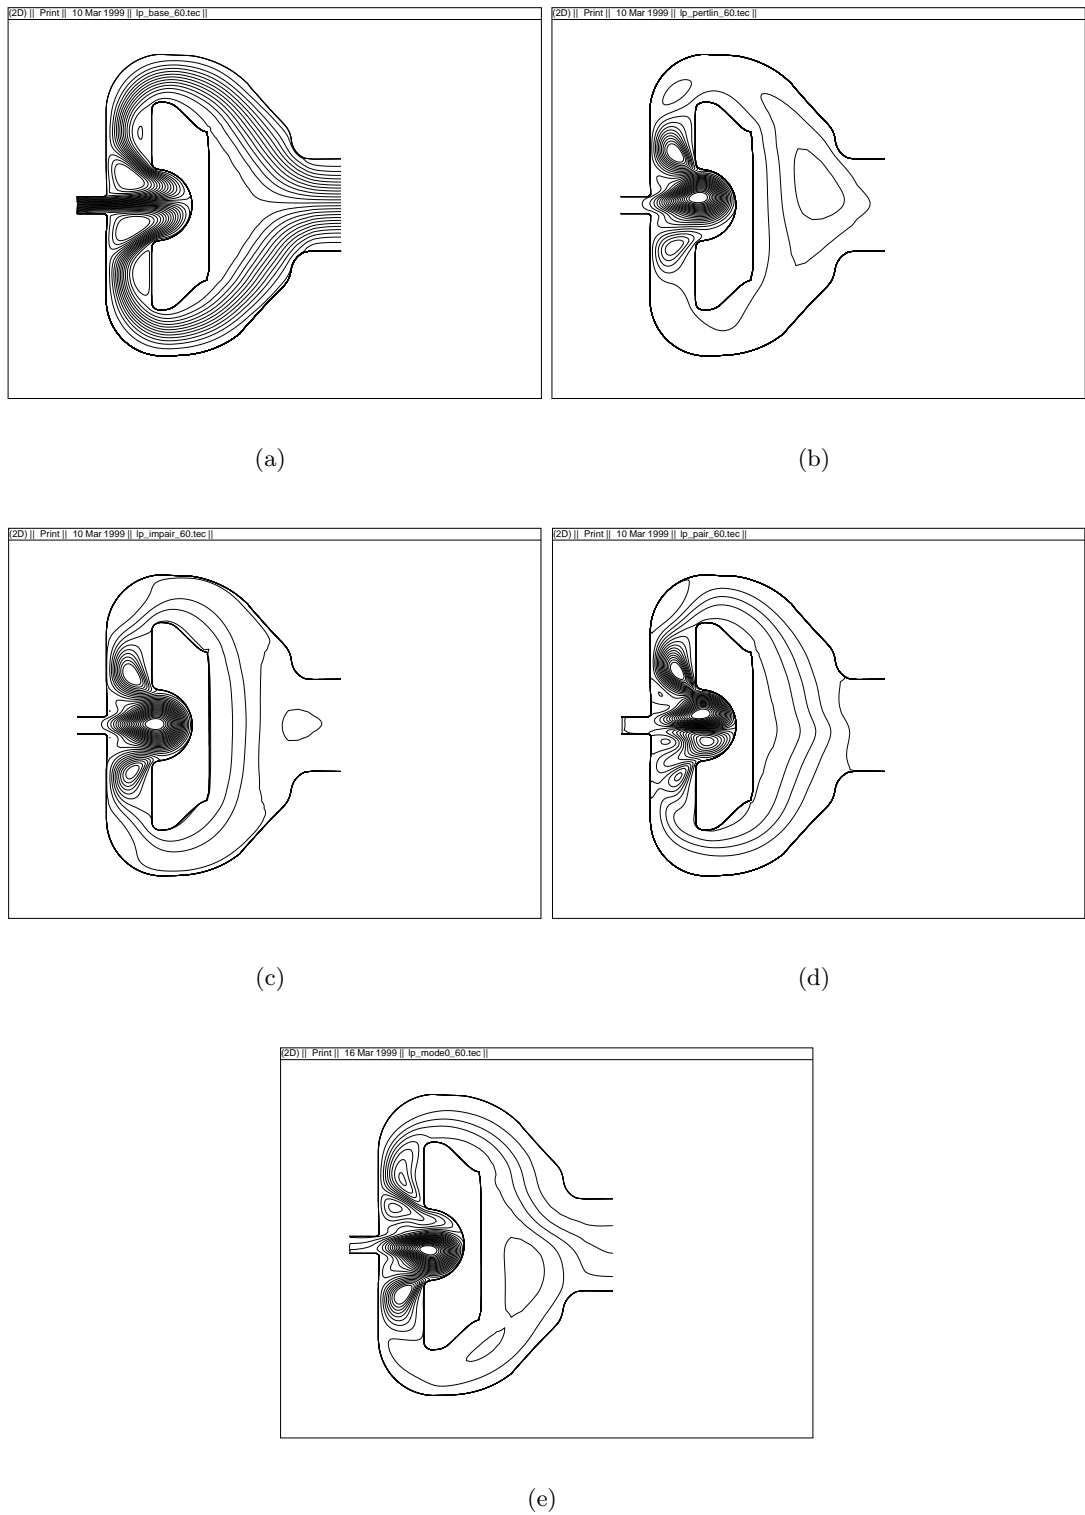 (2D) || Print || 10 Mar 1999 || lp_base_60.tec ||
(2D) || Print || 10 Mar 1999 || lp_pertlin_60.tec ||
(a)
(b)
(2D) || Print || 10 Mar 1999 || lp_impair_60.tec ||
(2D) || Print || 10 Mar 1999 || lp_pair_60.tec ||
(c)
(d)
(2D) || Print || 16 Mar 1999 || lp_mode0_60.tec ||
(e)